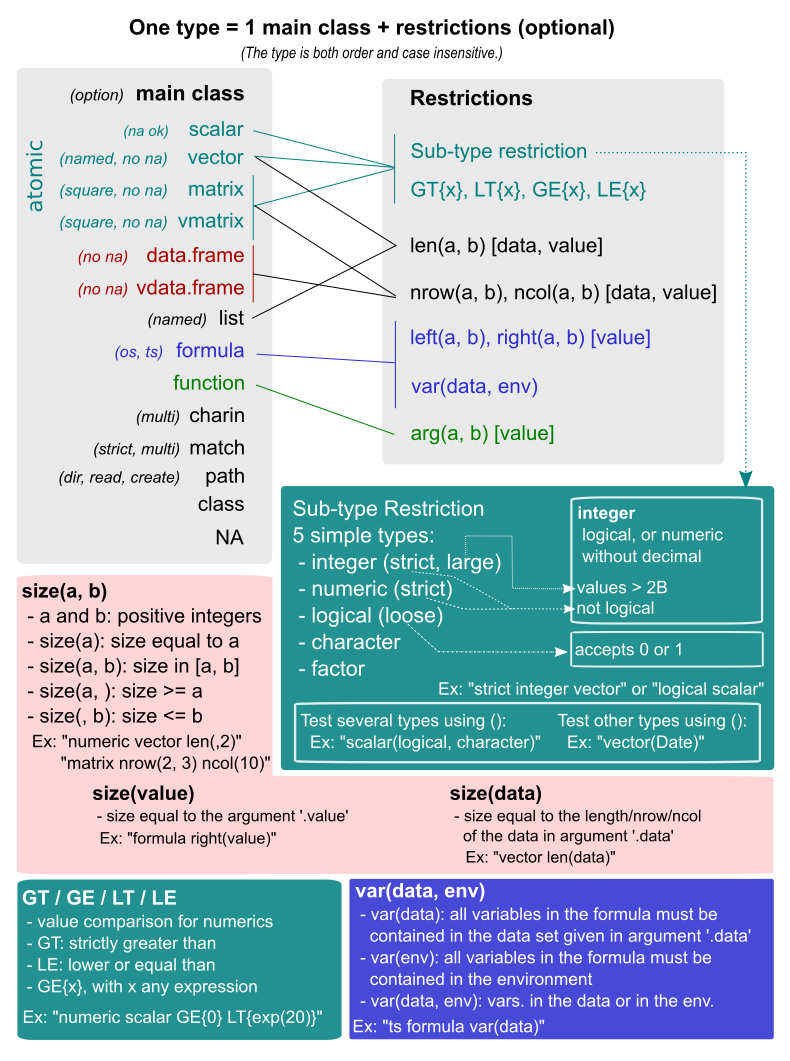 One type = 1 main class + restrictions (optional)
(The type is both order and case insensitive.)
(option) main class
atomic
(na ok) scalar
(named, no na) vector
(square, no na) matrix
(square, no na) vmatrix
(no na) data.frame
(no na) vdata.frame
(named) list
(os, ts) formula
function
(multi) charin
(strict, multi) match
(dir, read, create) path
class
NA
Restrictions
Sub-type restriction
GT{x}, LT{x}, GE{x}, LE{x}
len(a, b) [data, value]
nrow(a, b), ncol(a, b) [data, value]
left(a, b), right(a, b) [value]
var(data, env)
arg(a, b) [value]
Sub-type Restriction
5 simple types:
- integer (strict, large)
- numeric (strict)
- logical (loose)
- character
- factor
integer
logical, or numeric
without decimal
values > 2B
not logical
accepts 0 or 1
Ex: "strict integer vector" or "logical scalar"
Test several types using ():
Ex: "scalar(logical, character)"
Test other types using ():
Ex: "vector(Date)"
size(a, b)
- a and b: positive integers
- size(a): size equal to a
- size(a, b): size in [a, b]
- size(a, ): size >= a
- size(, b): size <= b
Ex: "numeric vector len(,2)"
"matrix nrow(2, 3) ncol(10)"
size(value)
- size equal to the argument '.value'
Ex: "formula right(value)"
size(data)
- size equal to the length/nrow/ncol
of the data in argument '.data'
Ex: "vector len(data)"
GT / GE / LT / LE
- value comparison for numerics
- GT: strictly greater than
- LE: lower or equal than
- GE{x}, with x any expression
Ex: "numeric scalar GE{0} LT{exp(20)}"
var(data, env)
- var(data): all variables in the formula must be
contained in the data set given in argument '.data'
- var(env): all variables in the formula must be
contained in the environment
- var(data, env): vars. in the data or in the env.
Ex: "ts formula var(data)"